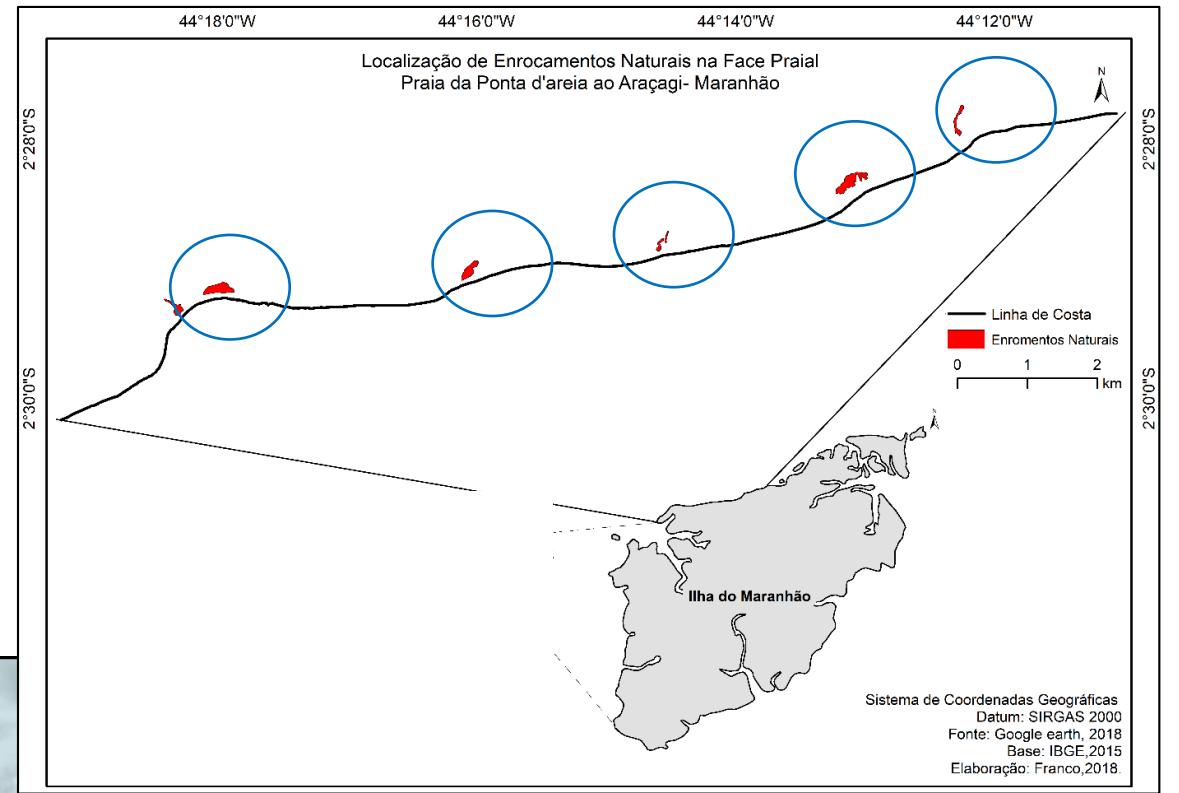 44°18'0"W 44°16'0"W 44°14'0"W 44°12'0"W
Localização de Enrocamentos Naturais na Face Praial
Praia da Ponta d'areia ao Araçagi- Maranhão
N
2°28'0"S 2°28'0"S
Linha de Costa
Enromentos Naturais
0 1 2
km
2°30'0"S 2°30'0"S
N
Ilha do Maranhão
Sistema de Coordenadas Geográficas
Datum: SIRGAS 2000
Fonte: Google earth, 2018
Base: IBGE,2015
Elaboração: Franco,2018.